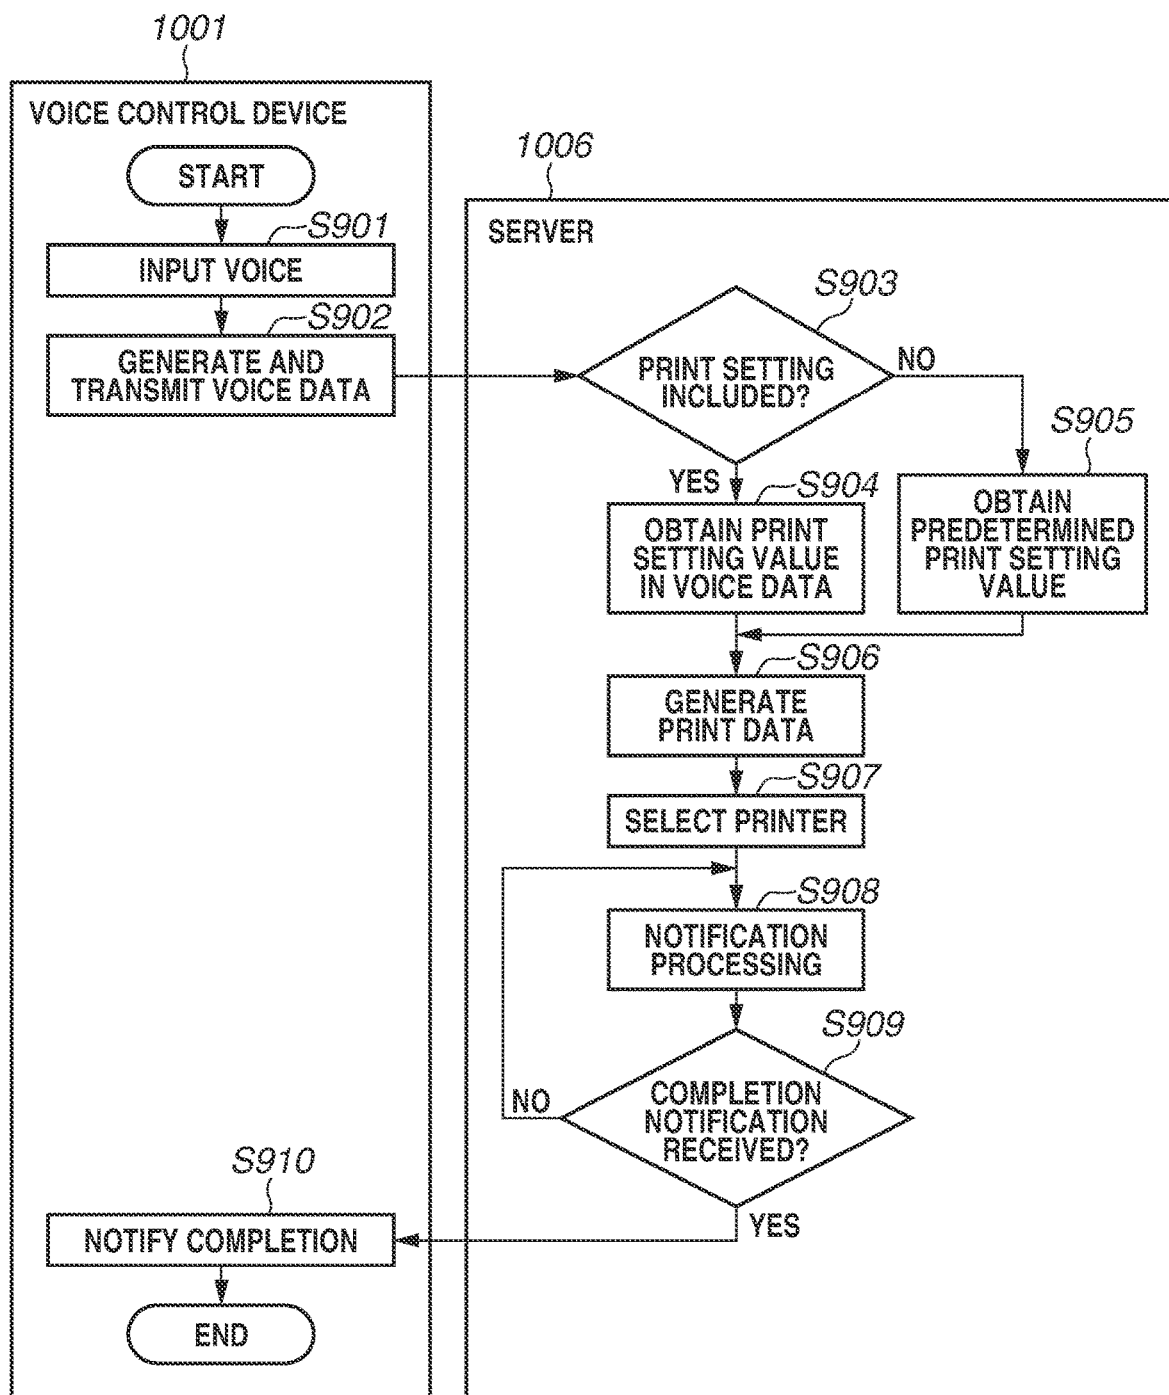 1001
VOICE CONTROL DEVICE
START
S901
INPUT VOICE
S902
GENERATE AND
TRANSMIT VOICE DATA
1006
SERVER
S903
PRINT SETTING
INCLUDED?
NO
YES
S904
OBTAIN PRINT
SETTING VALUE
IN VOICE DATA
S905
OBTAIN
PREDETERMINED
PRINT SETTING
VALUE
S906
GENERATE
PRINT DATA
S907
SELECT PRINTER
S908
NOTIFICATION
PROCESSING
S909
COMPLETION
NOTIFICATION
RECEIVED?
NO
YES
S910
NOTIFY COMPLETION
END